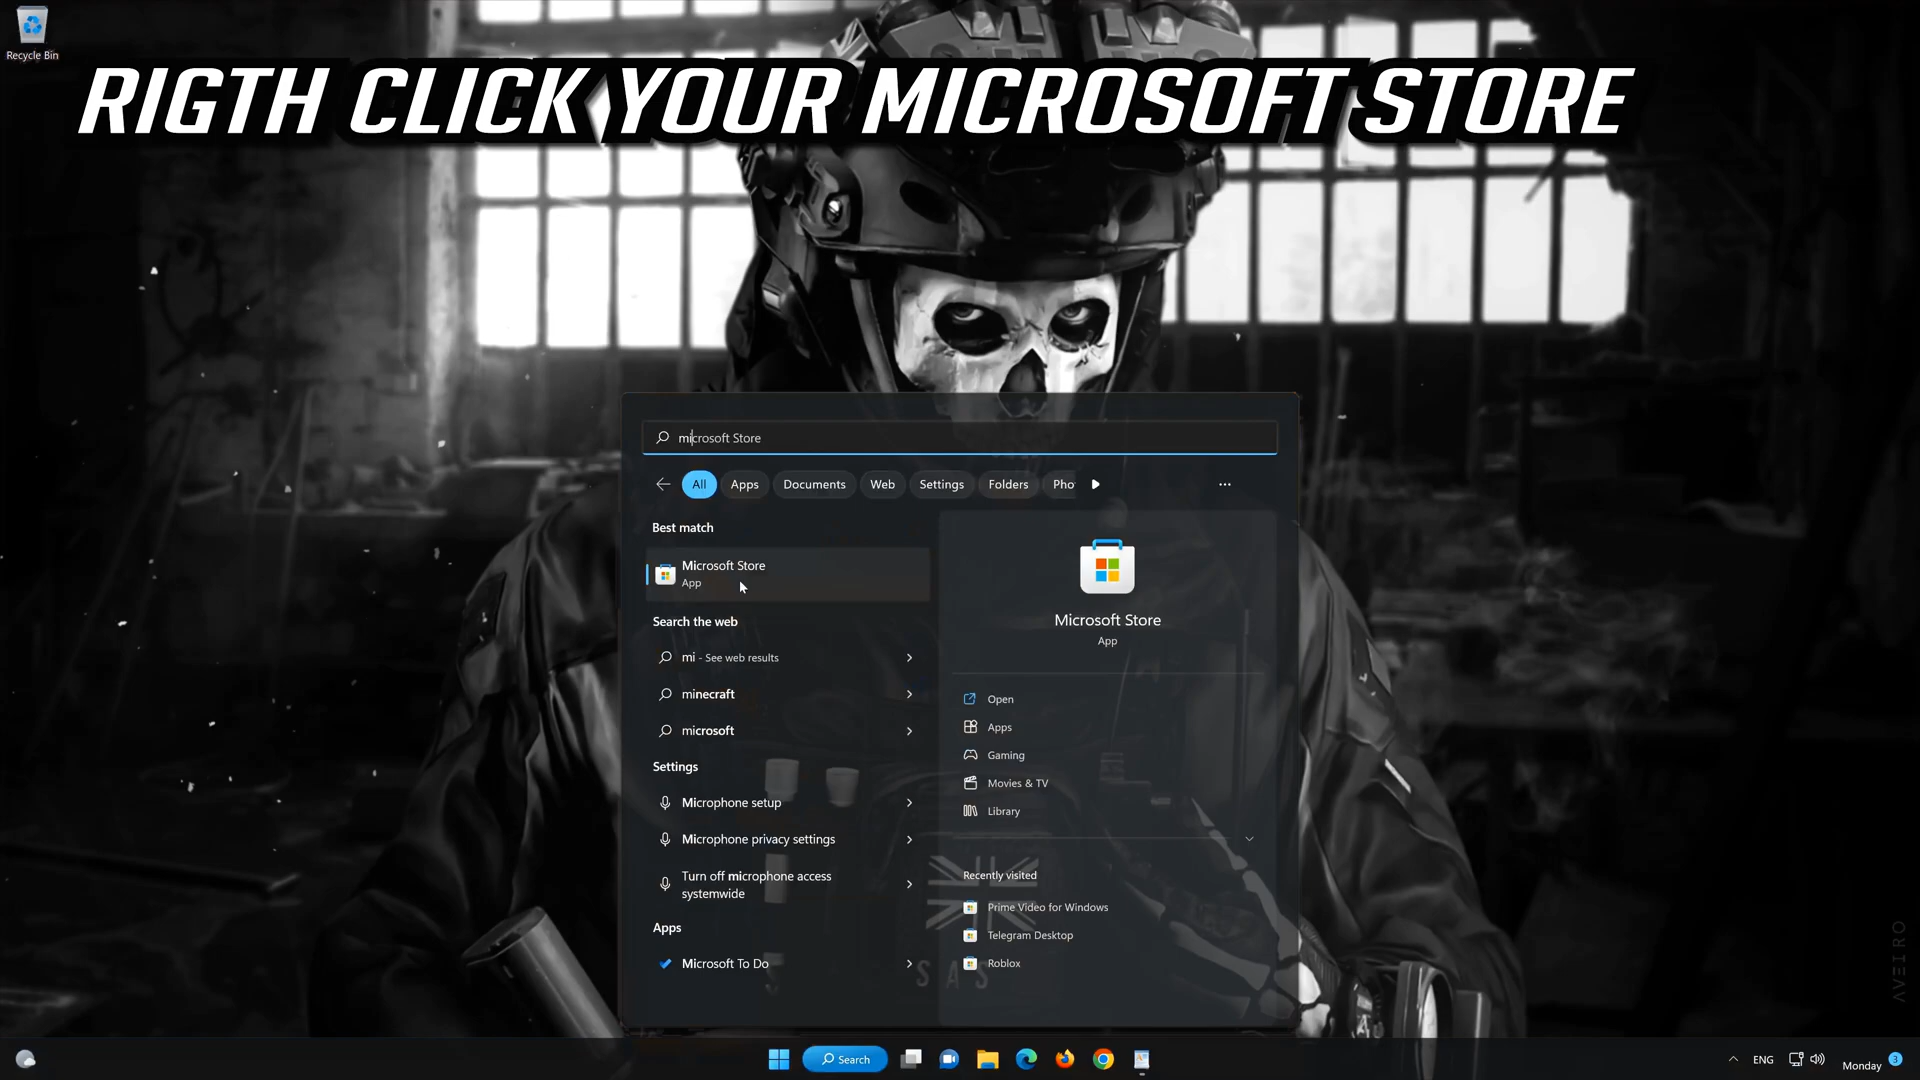 Recycle Bin
RIGTH CLICK YOUR MICROSOFT STORE
microsoft Store
All
Apps
Documents
Web
Settings
Folders
Pho
Best match
Microsoft Store
App
Search the web
mi - See web results
minecraft
microsoft
Settings
Microphone setup
Microphone privacy settings
Turn off microphone access
systemwide
Apps
Microsoft To Do
Microsoft Store
App
Open
Apps
Gaming
Movies & TV
Library
Recently visited
Prime Video for Windows
Telegram Desktop
Roblox
SAS
AVEIRO
Search
ENG
Monday
3